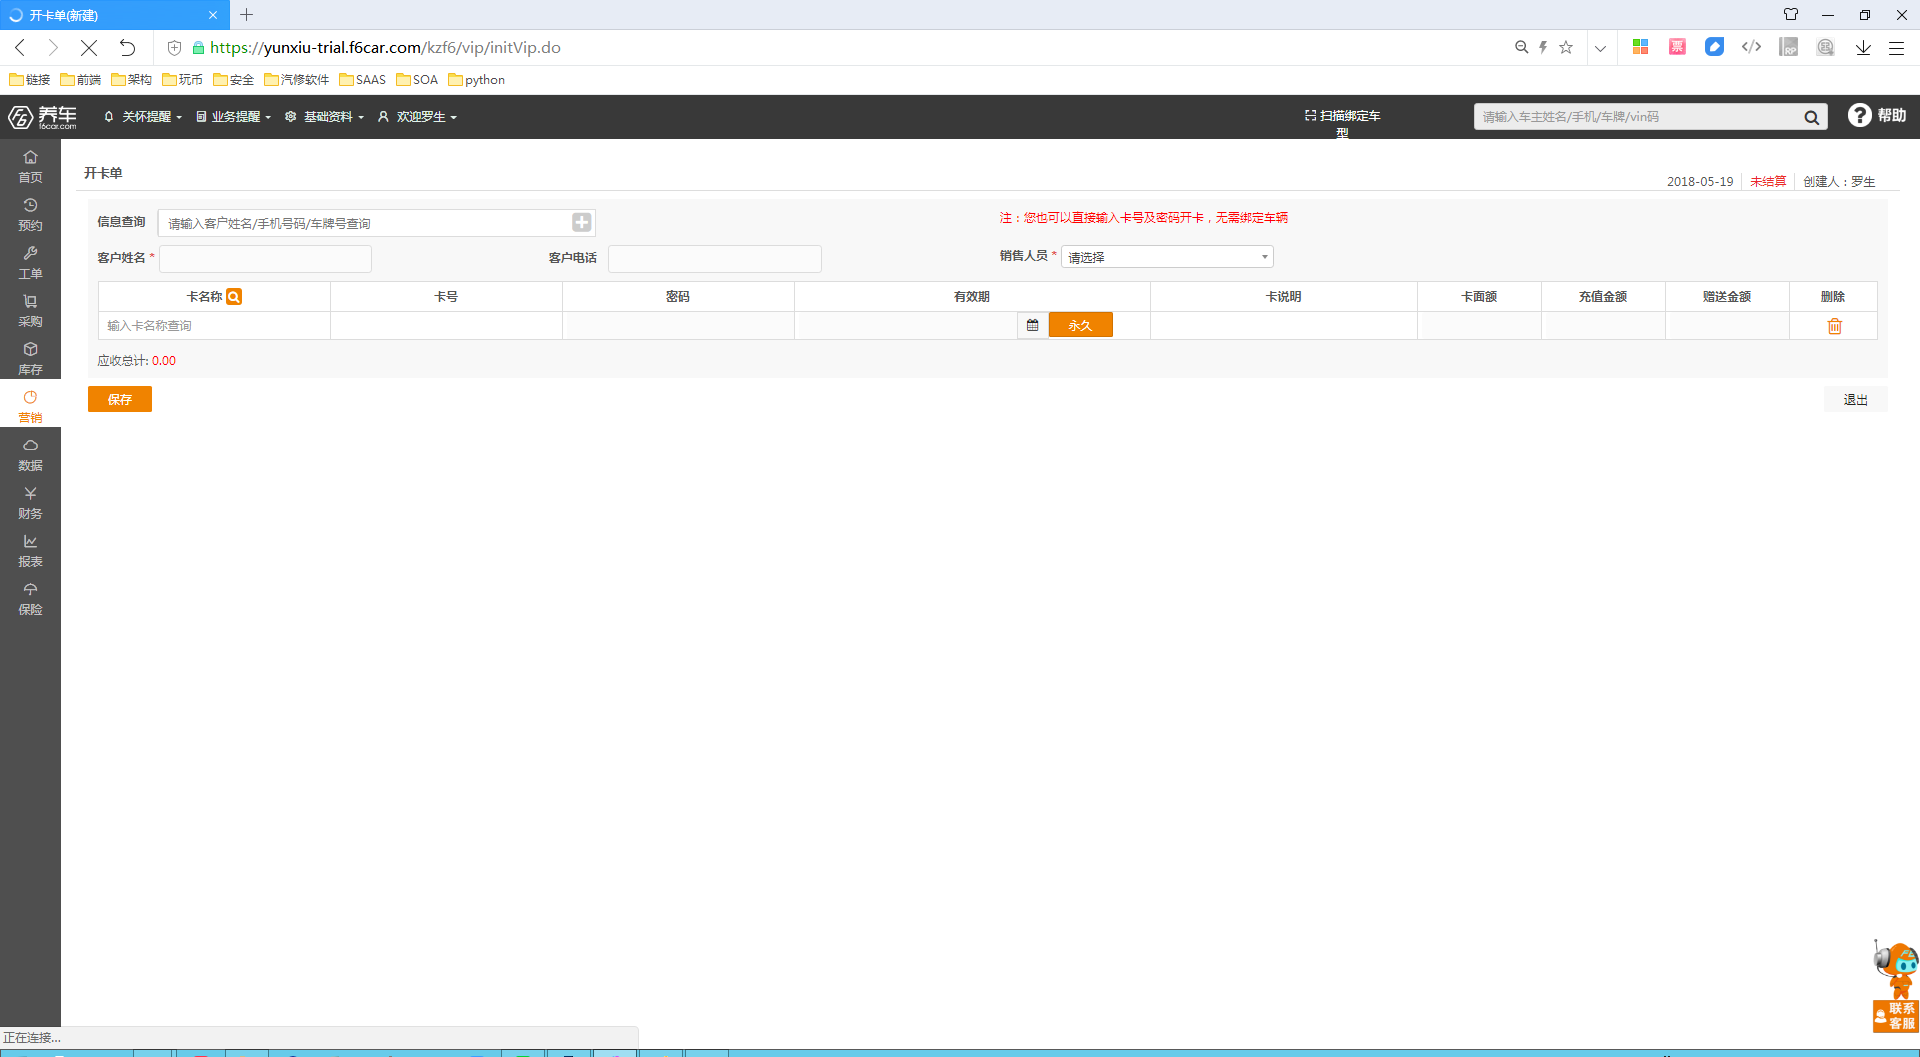 开卡单(新建)
https://yunxiu-trial.f6car.com/kzf6/vip/initVip.do
票
RP
链接 前端 架构 玩币 安全 汽修软件 SAAS SOA python
F6 养车 f6car.com 关怀提醒 业务提醒 基础资料 欢迎罗生 扫描绑定车型 请输入车主姓名/手机/车牌/vin码 帮助
首页
预约
工单
采购
库存
营销
数据
财务
报表
保险
开卡单
2018-05-19 未结算 创建人：罗生
信息查询 请输入客户姓名/手机号码/车牌号查询 注：您也可以直接输入卡号及密码开卡，无需绑定车辆
客户姓名 * 客户电话 销售人员 * 请选择
卡名称 卡号 密码 有效期 卡说明 卡面额 充值金额 赠送金额 删除
输入卡名称查询 永久
应收总计: 0.00
保存 退出
联系
客服
正在连接...